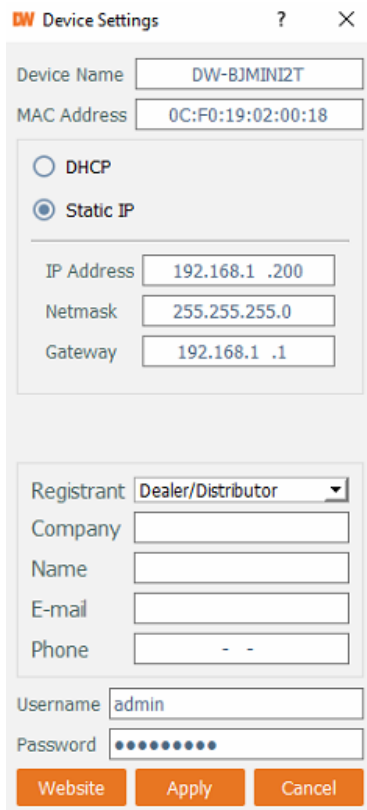 DW Device Settings ? ×
Device Name DW-BJMINI2T
MAC Address 0C:F0:19:02:00:18
DHCP
Static IP
IP Address 192.168.1 .200
Netmask 255.255.255.0
Gateway 192.168.1 .1
Registrant Dealer/Distributor
Company
Name
E-mail
Phone - -
Username admin
Password ●●●●●●●●●
Website Apply Cancel